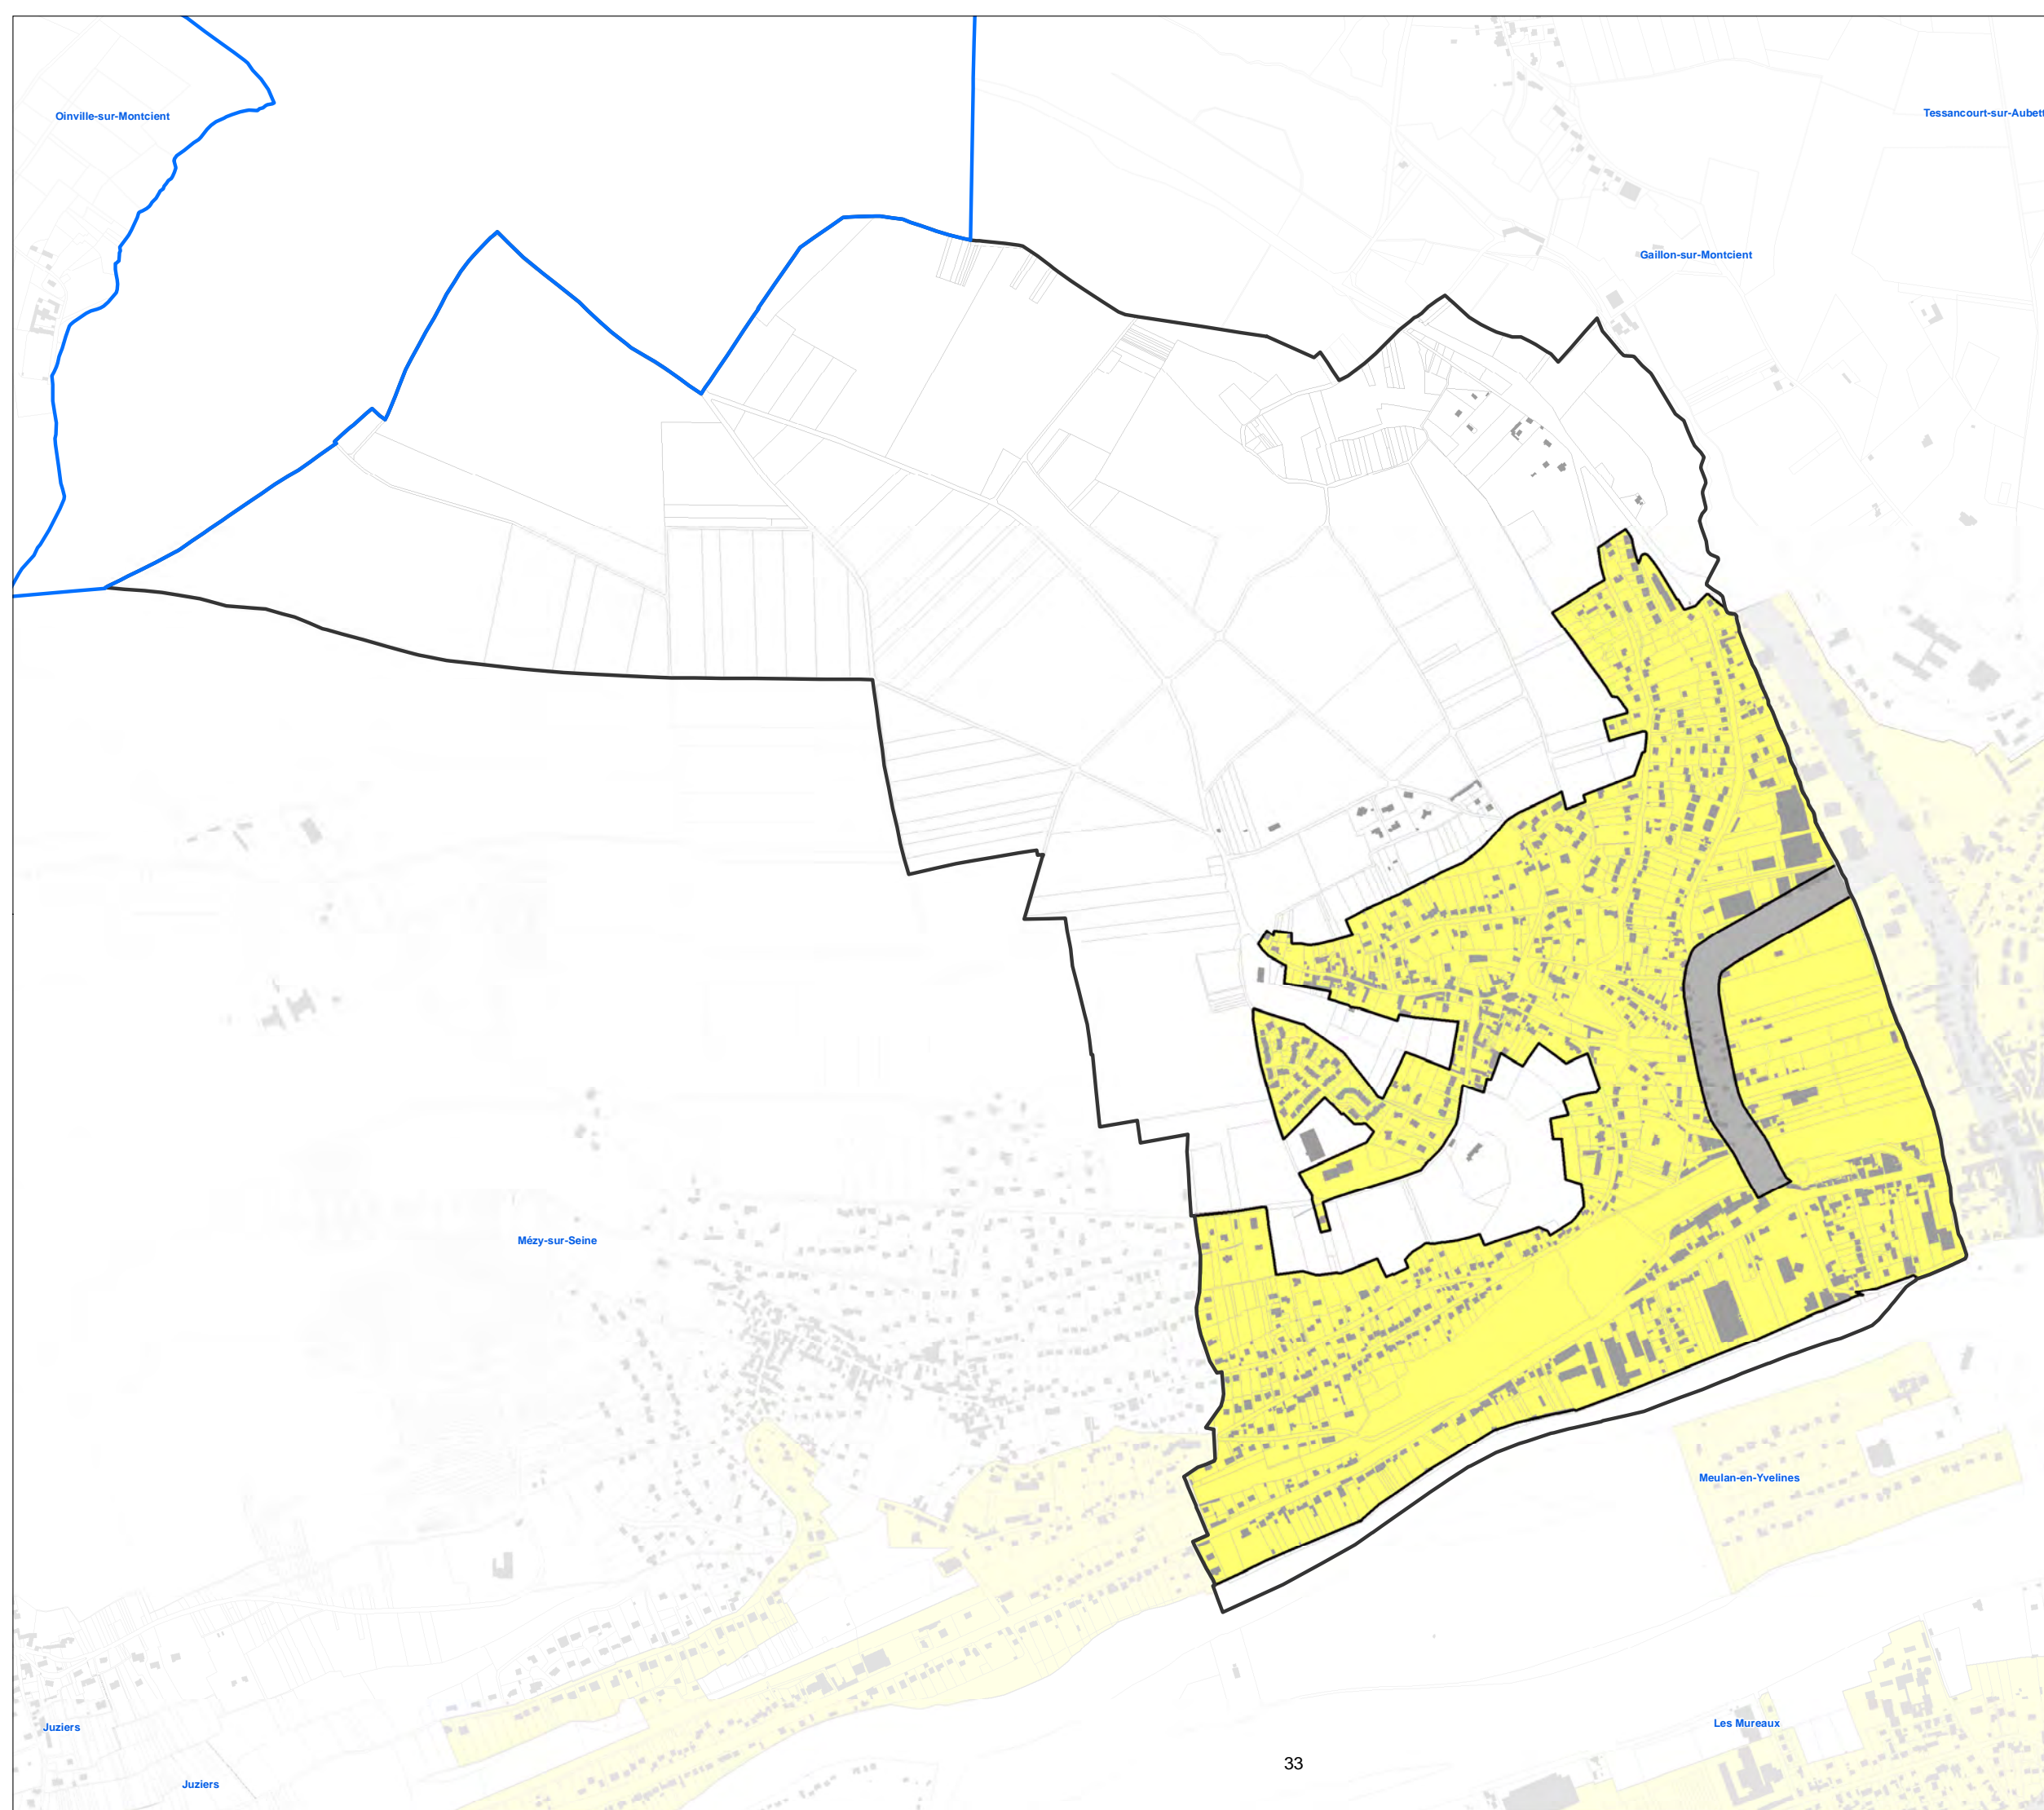 Oinville-sur-Montcient
Tessancourt-sur-Aubett
Gaillon-sur-Montcient
Mézy-sur-Seine
Meulan-en-Yvelines
Juziers
Les Mureaux
33
Juziers